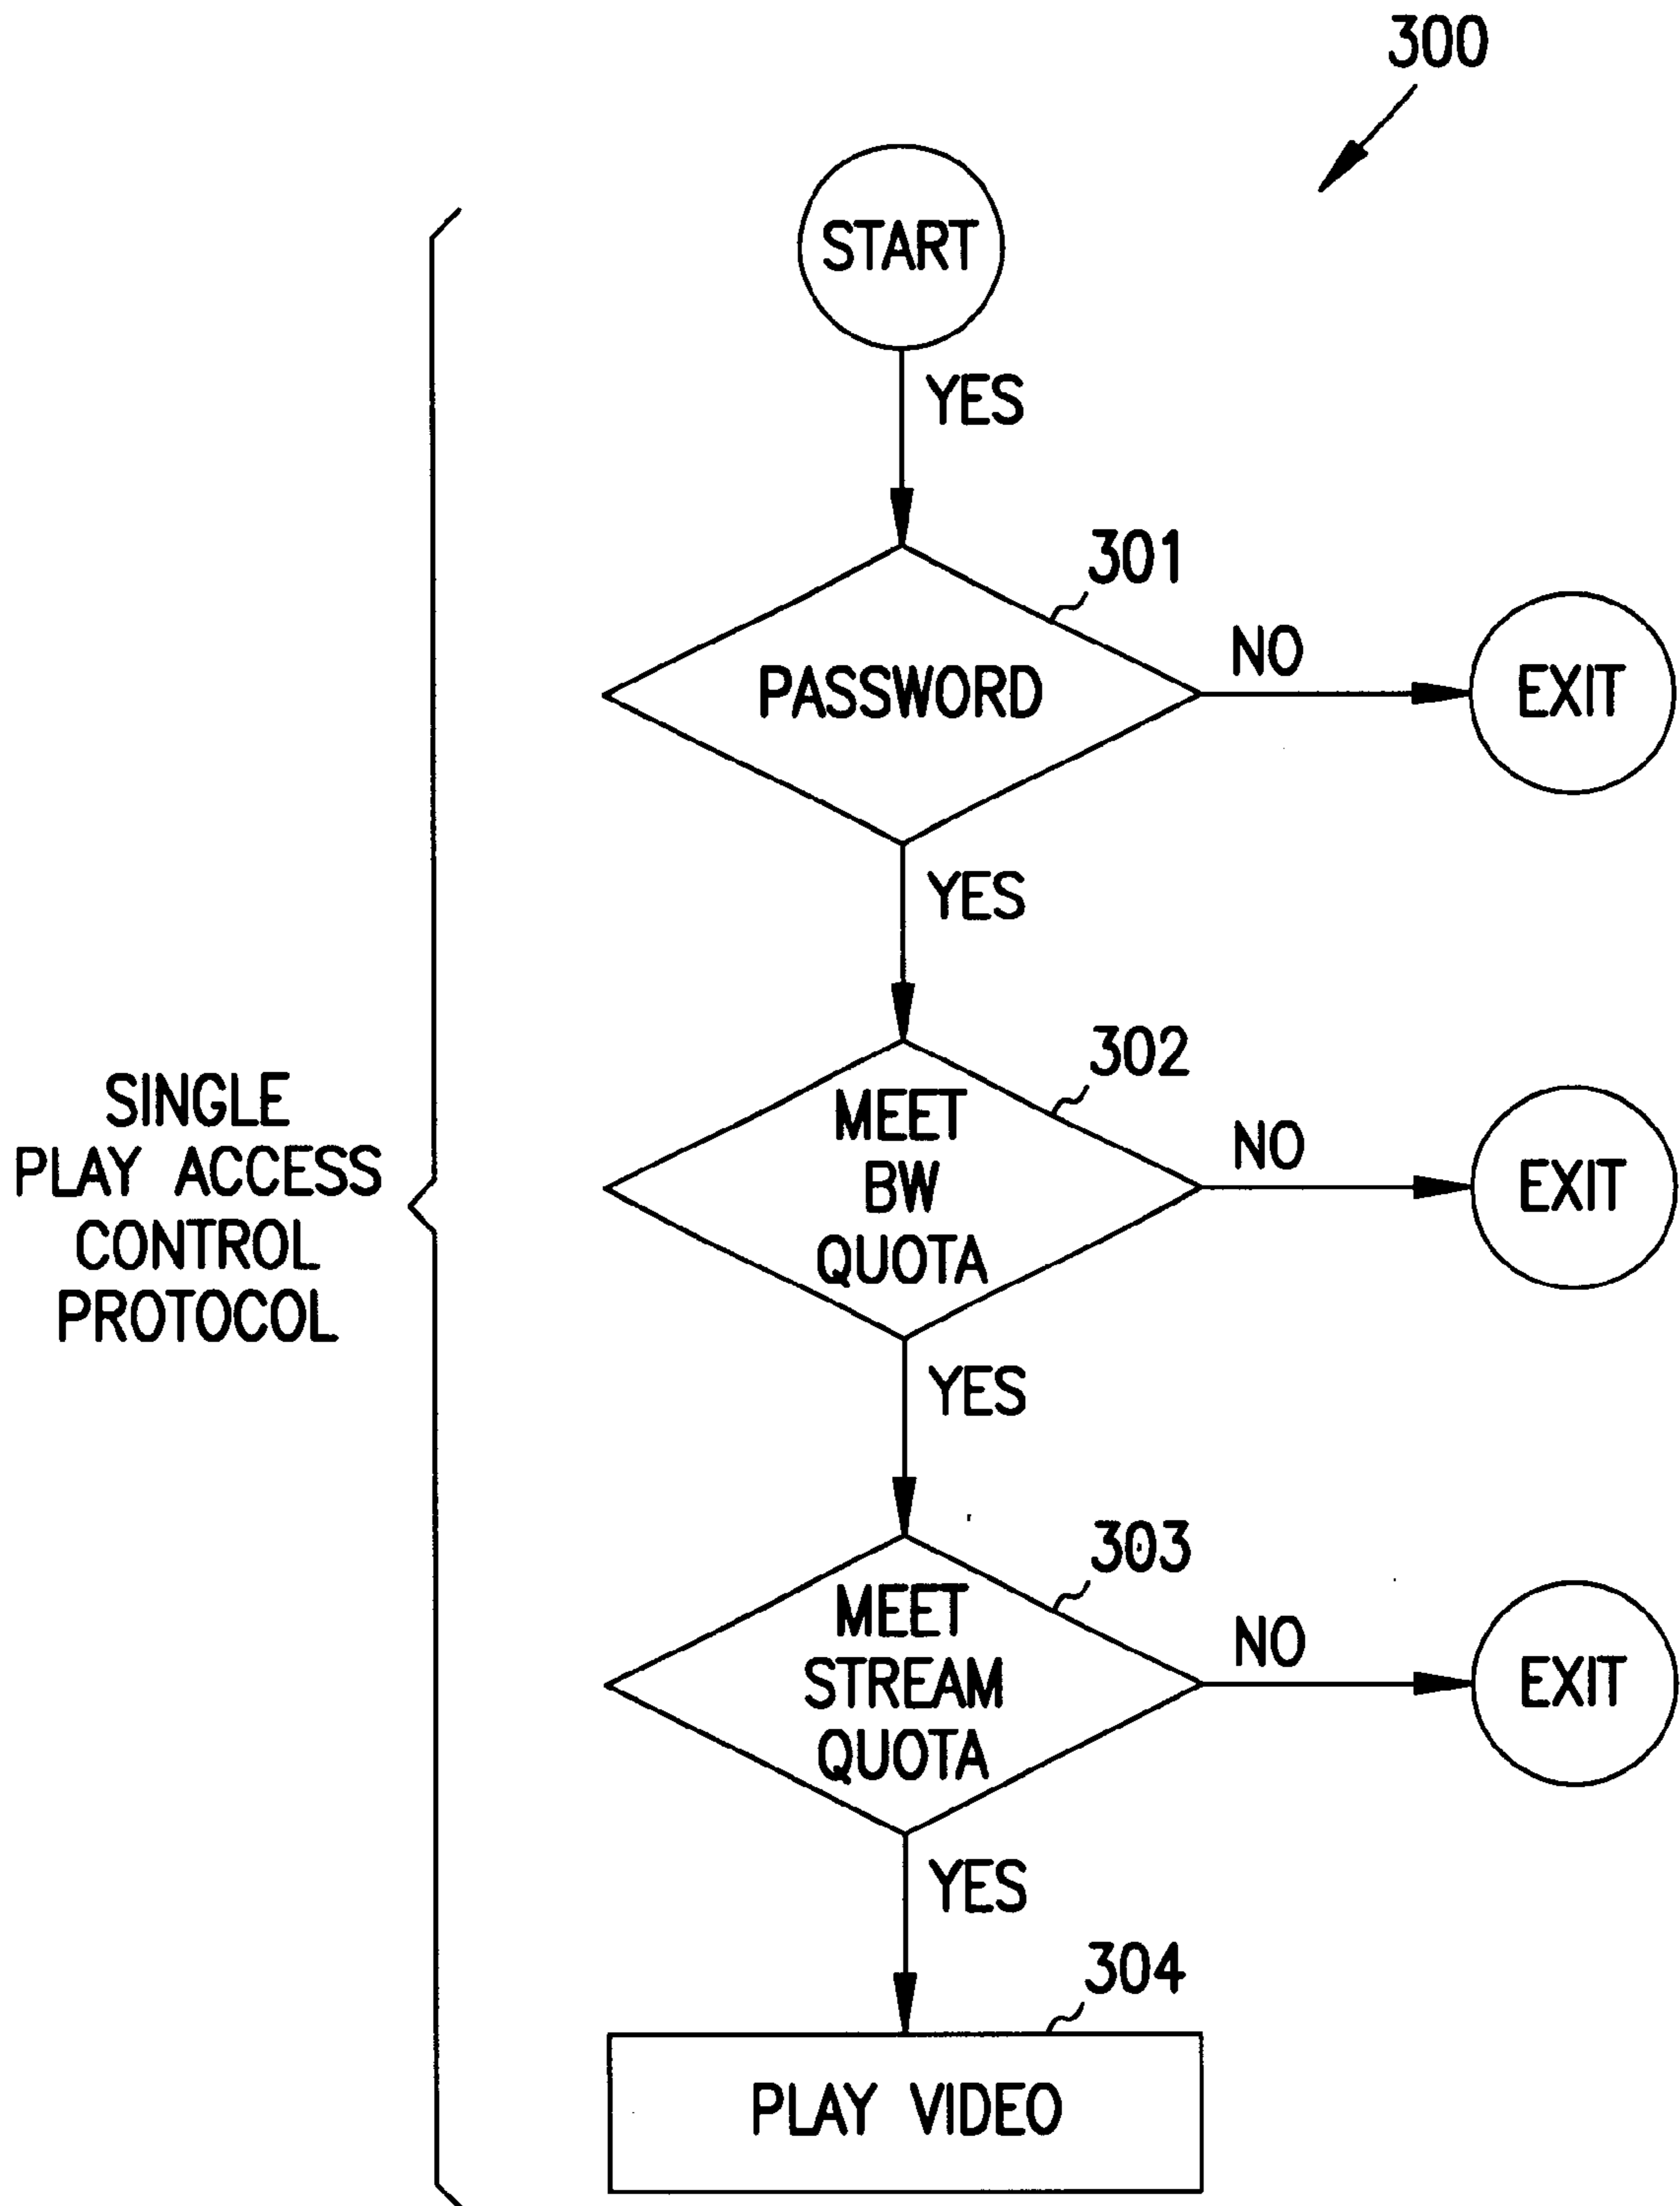 300
START
YES
301
PASSWORD
NO
EXIT
YES
302
MEET
BW
QUOTA
NO
EXIT
SINGLE
PLAY ACCESS
CONTROL
PROTOCOL
YES
303
MEET
STREAM
QUOTA
NO
EXIT
YES
304
PLAY VIDEO